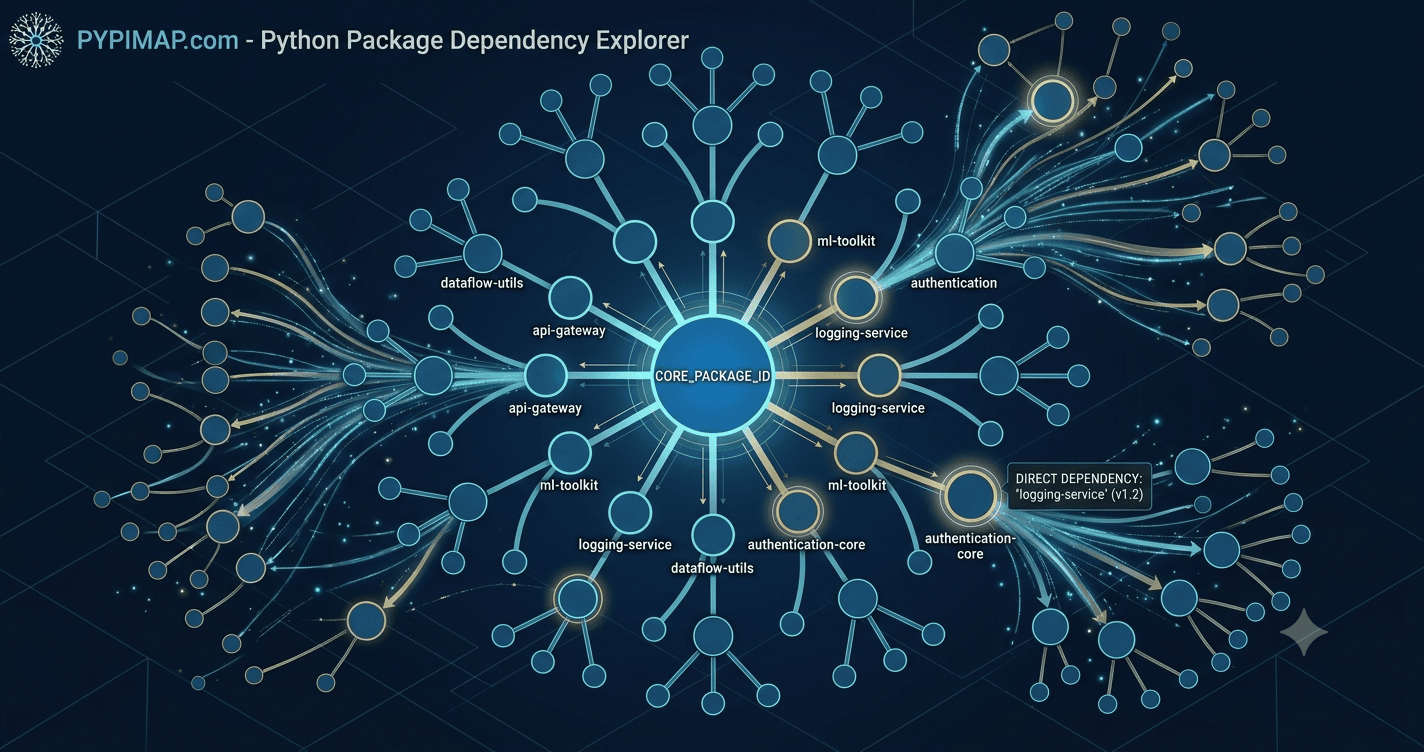 PYPIMAP.com - Python Package Dependency Explorer
ml-toolkit
dataflow-utils
authentication
api-gateway
logging-service
CORE_PACKAGE_ID
api-gateway
logging-service
ml-toolkit
ml-toolkit
DIRECT DEPENDENCY:
"logging-service" (v1.2)
logging-service
authentication-core
authentication-
core
dataflow-utils